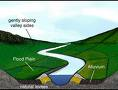 gently sloping
valley sides
Flood Plain
Alluvium
natural levees